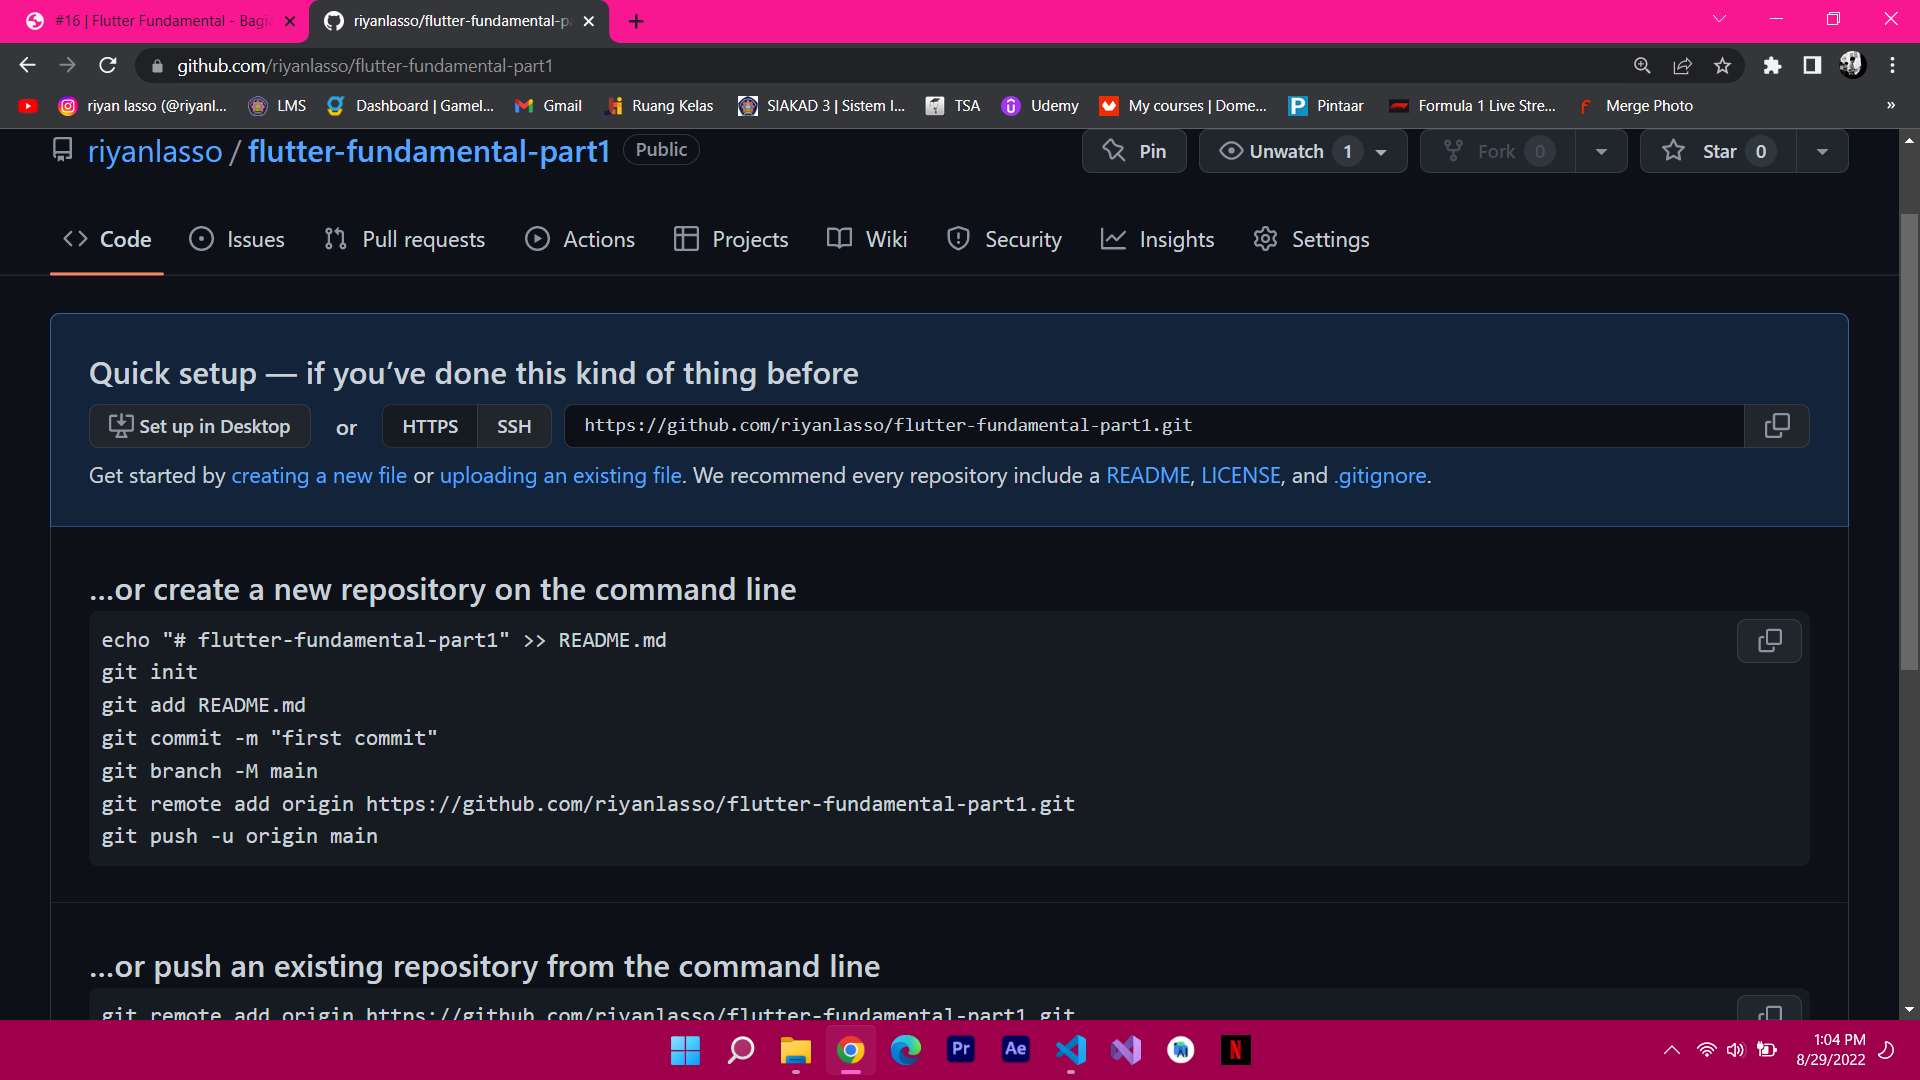 #16 | Flutter Fundamental - Bagia
riyanlasso/flutter-fundamental-pa
github.com/riyanlasso/flutter-fundamental-part1
riyan lasso (@riyanl...
LMS
Dashboard | Gamel...
Gmail
Ruang Kelas
SIAKAD 3 | Sistem I...
TSA
Udemy
My courses | Dome...
Pintaar
Formula 1 Live Stre...
Merge Photo
»
riyanlasso / flutter-fundamental-part1 Public
Pin
Unwatch 1
Fork 0
Star 0
Code
Issues
Pull requests
Actions
Projects
Wiki
Security
Insights
Settings
Quick setup — if you’ve done this kind of thing before
Set up in Desktop or HTTPS SSH https://github.com/riyanlasso/flutter-fundamental-part1.git
Get started by creating a new file or uploading an existing file. We recommend every repository include a README, LICENSE, and .gitignore.
…or create a new repository on the command line
echo "# flutter-fundamental-part1" >> README.md
git init
git add README.md
git commit -m "first commit"
git branch -M main
git remote add origin https://github.com/riyanlasso/flutter-fundamental-part1.git
git push -u origin main
…or push an existing repository from the command line
git remote add origin https://github.com/riyanlasso/flutter-fundamental-part1.git
Pr
Ae
N
1:04 PM
8/29/2022